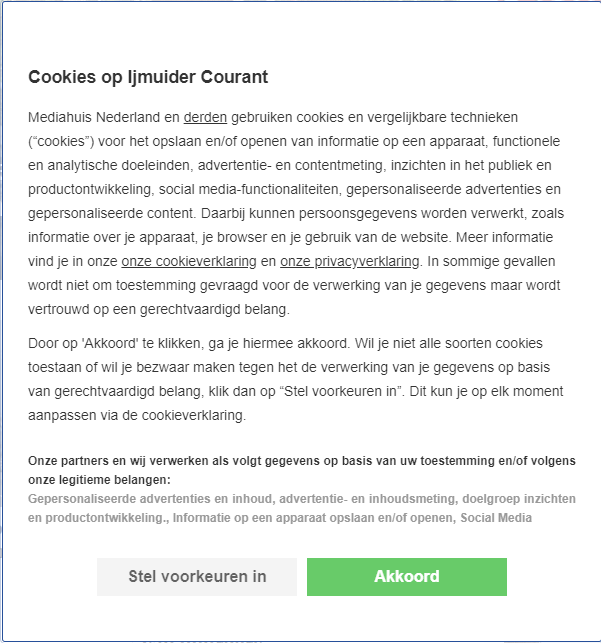 Cookies op Ijmuider Courant
Mediahuis Nederland en derden gebruiken cookies en vergelijkbare technieken
(“cookies”) voor het opslaan en/of openen van informatie op een apparaat, functionele
en analytische doeleinden, advertentie- en contentmeting, inzichten in het publiek en
productontwikkeling, social media-functionaliteiten, gepersonaliseerde advertenties en
gepersonaliseerde content. Daarbij kunnen persoonsgegevens worden verwerkt, zoals
informatie over je apparaat, je browser en je gebruik van de website. Meer informatie
vind je in onze onze cookieverklaring en onze privacyverklaring. In sommige gevallen
wordt niet om toestemming gevraagd voor de verwerking van je gegevens maar wordt
vertrouwd op een gerechtvaardigd belang.
Door op 'Akkoord' te klikken, ga je hiermee akkoord. Wil je niet alle soorten cookies
toestaan of wil je bezwaar maken tegen het de verwerking van je gegevens op basis
van gerechtvaardigd belang, klik dan op “Stel voorkeuren in”. Dit kun je op elk moment
aanpassen via de cookieverklaring.
Onze partners en wij verwerken als volgt gegevens op basis van uw toestemming en/of volgens
onze legitieme belangen:
Gepersonaliseerde advertenties en inhoud, advertentie- en inhoudsmeting, doelgroep inzichten
en productontwikkeling., Informatie op een apparaat opslaan en/of openen, Social Media
Stel voorkeuren in
Akkoord